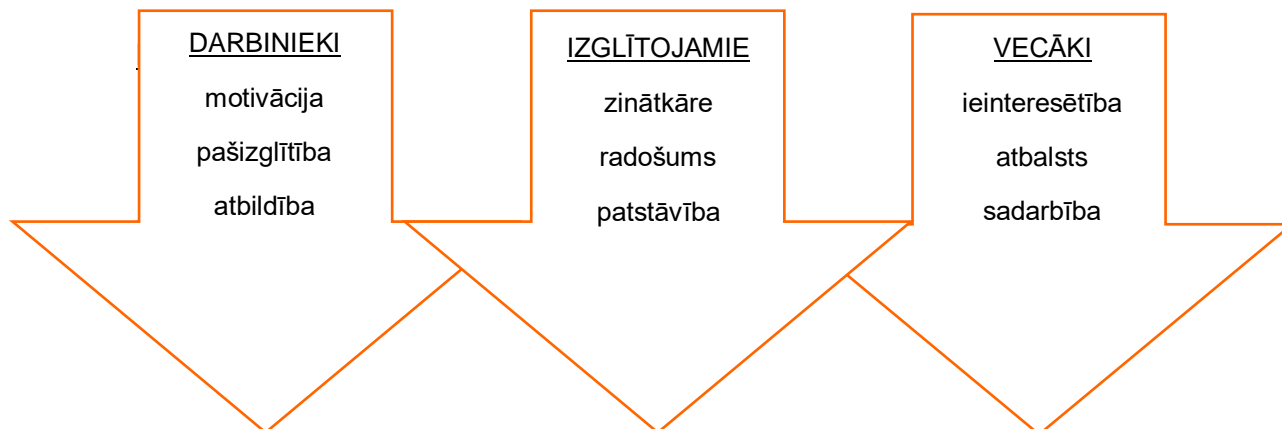 DARBINIEKI
motivācija
pašizglītība
atbildība
IZGLĪTOJAMIE
zinātkāre
radošums
patstāvība
VECĀKI
ieinteresētība
atbalsts
sadarbība